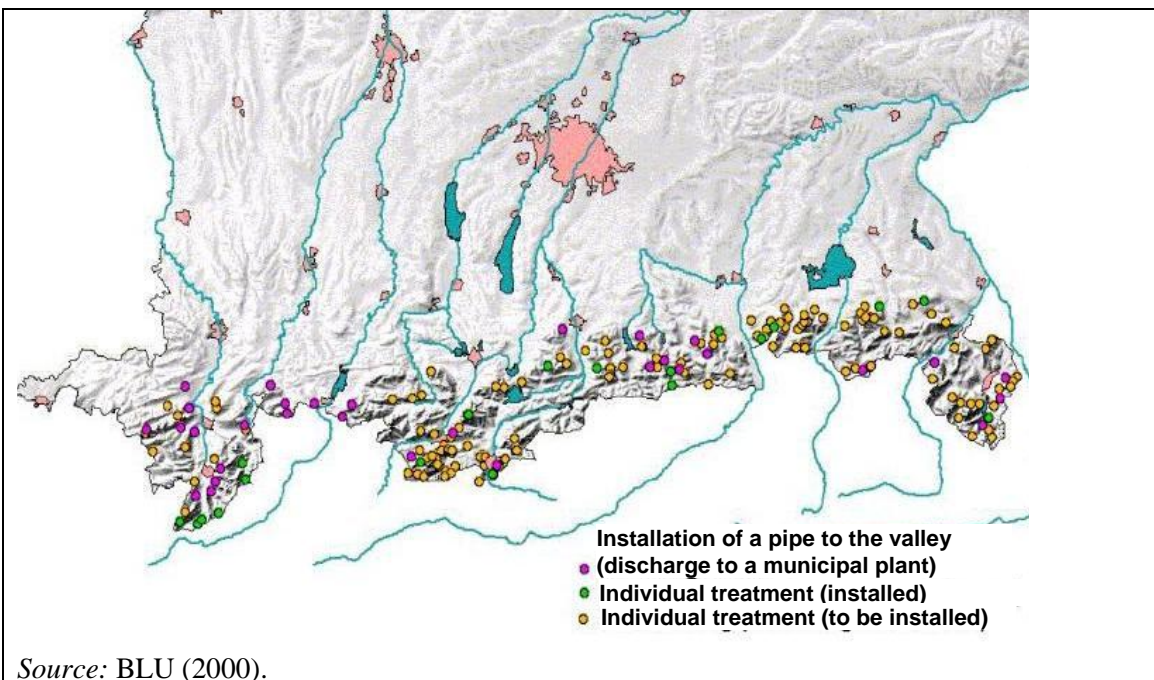 Installation of a pipe to the valley
(discharge to a municipal plant)
Individual treatment (installed)
Individual treatment (to be installed)
Source: BLU (2000).